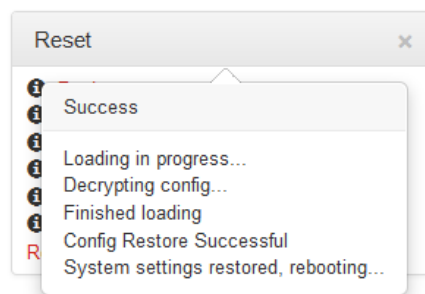 Reset ×
Success
Loading in progress...
Decrypting config...
Finished loading
Config Restore Successful
System settings restored, rebooting...
R